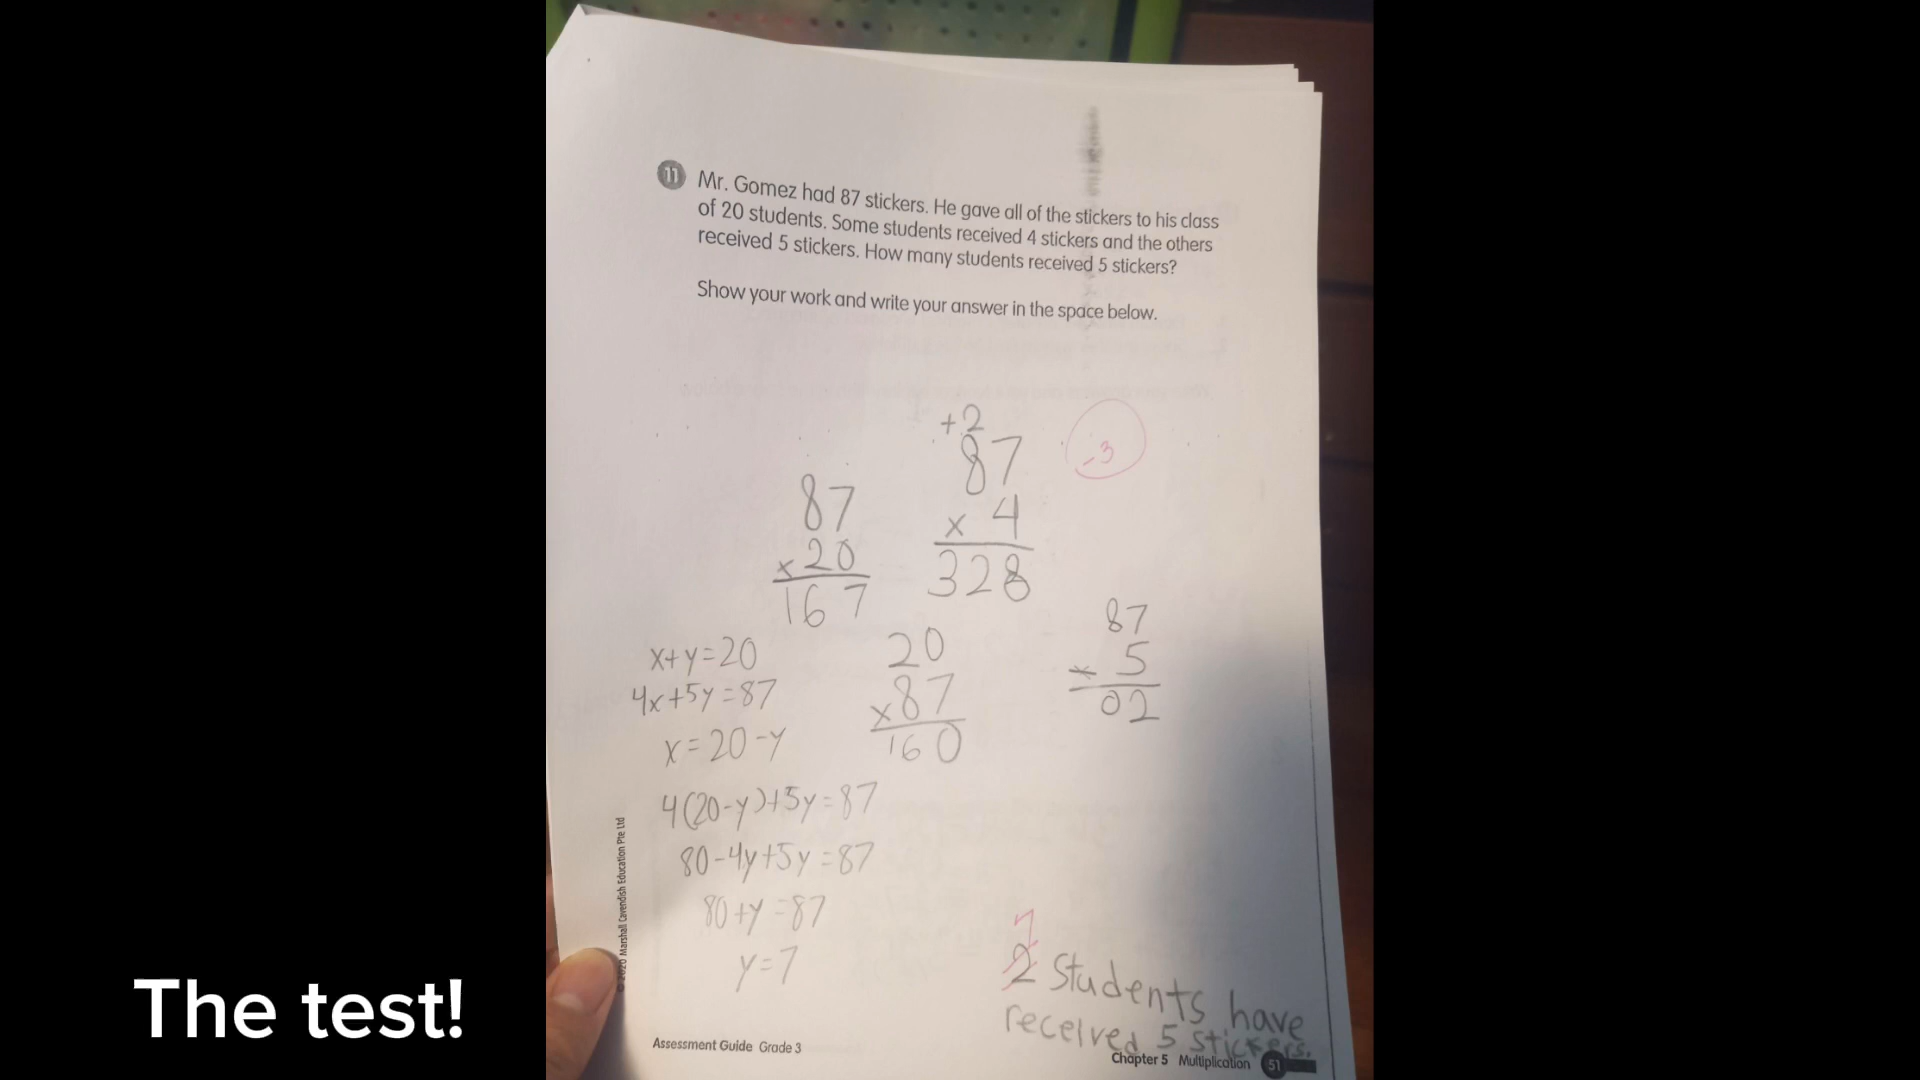 11 Mr. Gomez had 87 stickers. He gave all of the stickers to his class
of 20 students. Some students received 4 stickers and the others
received 5 stickers. How many students received 5 stickers?
Show your work and write your answer in the space below.
+2
87
x 4
328
-3
87
x 20
167
20
x 87
160
87
x 5
02
x+y=20
4x+5y=87
x=20-y
4(20-y)+5y=87
80-4y+5y=87
80+y=87
y=7
7
2 Students have
received 5 stickers.
© 2020 Marshall Cavendish Education Pte Ltd
Assessment Guide Grade 3
Chapter 5 Multiplication 51
The test!